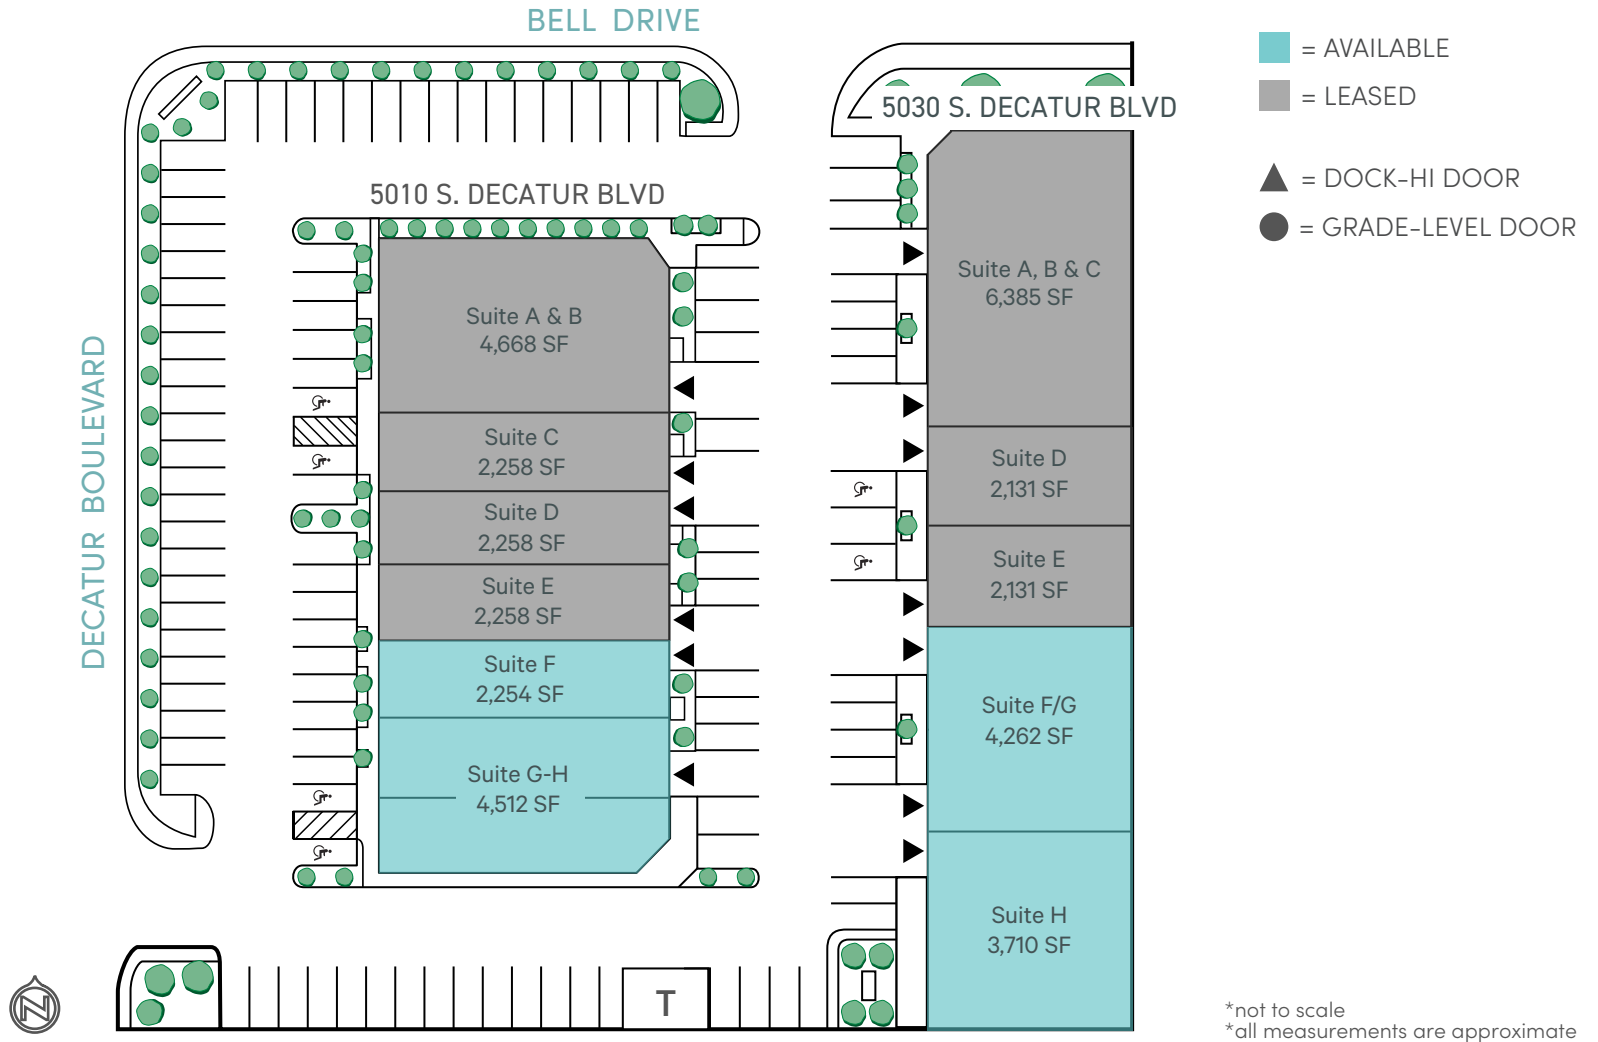 BELL DRIVE
= AVAILABLE
= LEASED
= DOCK-HI DOOR
= GRADE-LEVEL DOOR
5030 S. DECATUR BLVD
5010 S. DECATUR BLVD
DECATUR BOULEVARD
Suite A & B
4,668 SF
Suite C
2,258 SF
Suite D
2,258 SF
Suite E
2,258 SF
Suite F
2,254 SF
Suite G-H
4,512 SF
Suite A, B & C
6,385 SF
Suite D
2,131 SF
Suite E
2,131 SF
Suite F/G
4,262 SF
Suite H
3,710 SF
T
N
*not to scale
*all measurements are approximate